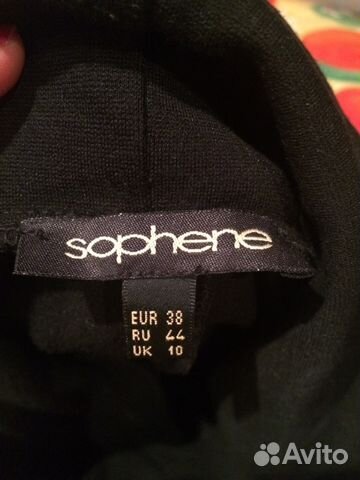 sophene
EUR 38
RU 44
UK 10
Avito